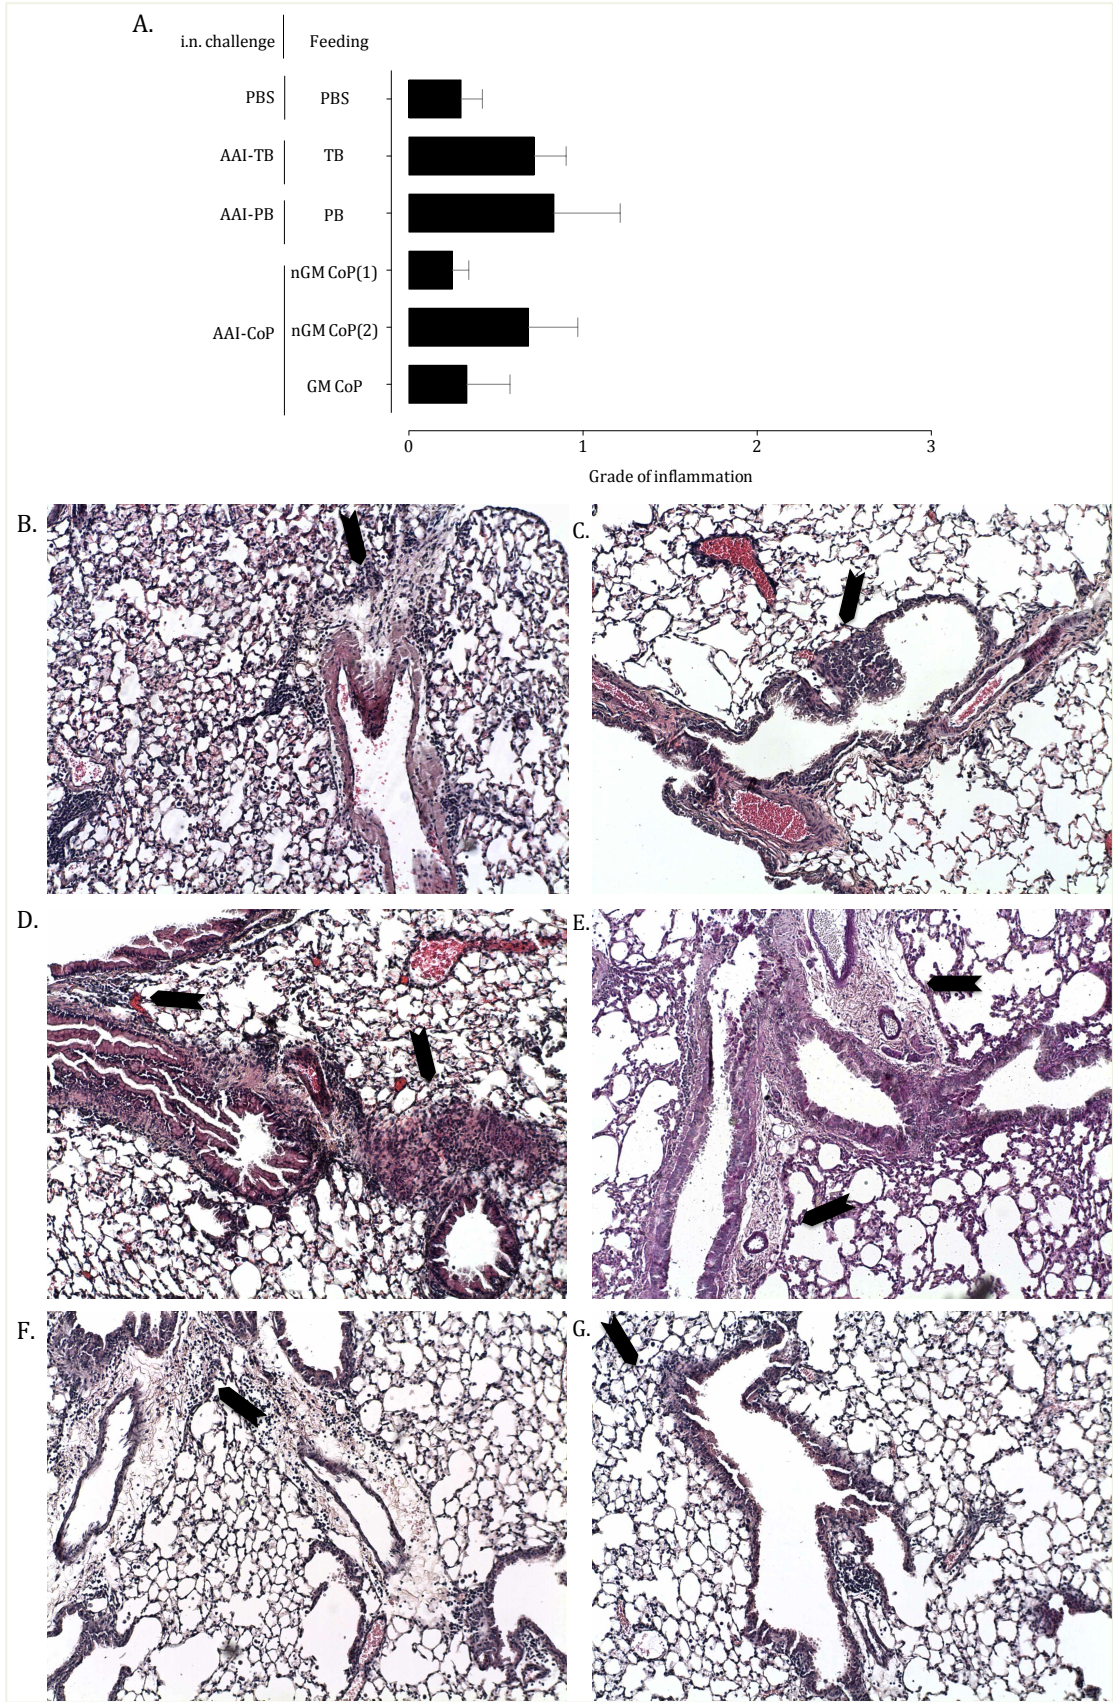 A.
i.n. challenge Feeding
PBS PBS
AAI-TB TB
AAI-PB PB
nGM CoP(1)
AAI-CoP nGM CoP(2)
GM CoP
0 1 2 3
Grade of inflammation
B. C.
D. E.
F. G.